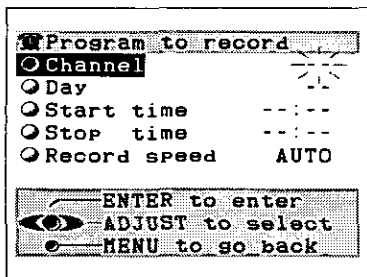 Program to record
Channel --
Day --
Start time --:--
Stop time --:--
Record speed AUTO
ENTER to enter
ADJUST to select
MENU to go back